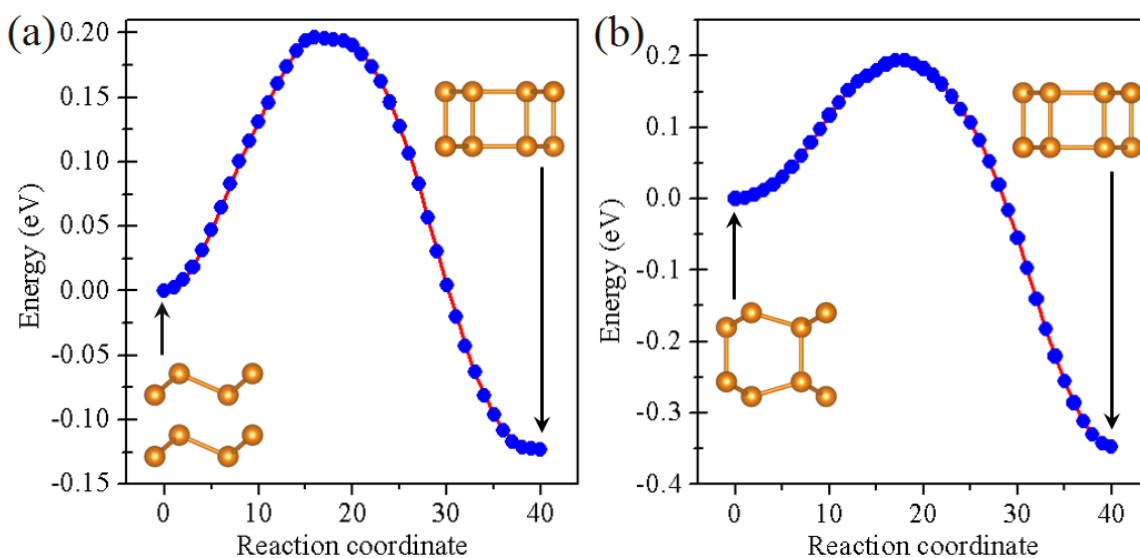 (a)
0.20
0.15
0.10
0.05
0.00
-0.05
-0.10
-0.15
Energy (eV)
0 10 20 30 40
Reaction coordinate
(b)
0.2
0.1
0.0
-0.1
-0.2
-0.3
-0.4
Energy (eV)
0 10 20 30 40
Reaction coordinate